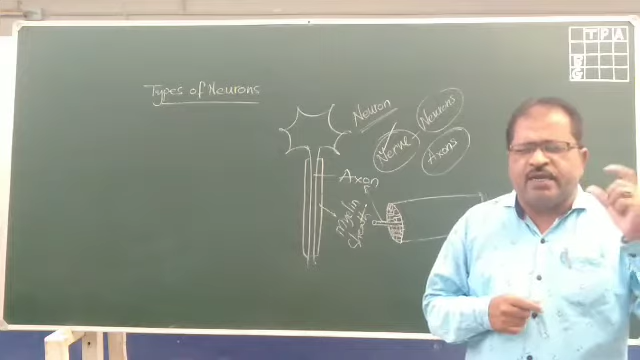 Types of Neurons
Neuron
Neurons
Nerve
Axons
Axon
Myelin
Sheath
T P A
B
G